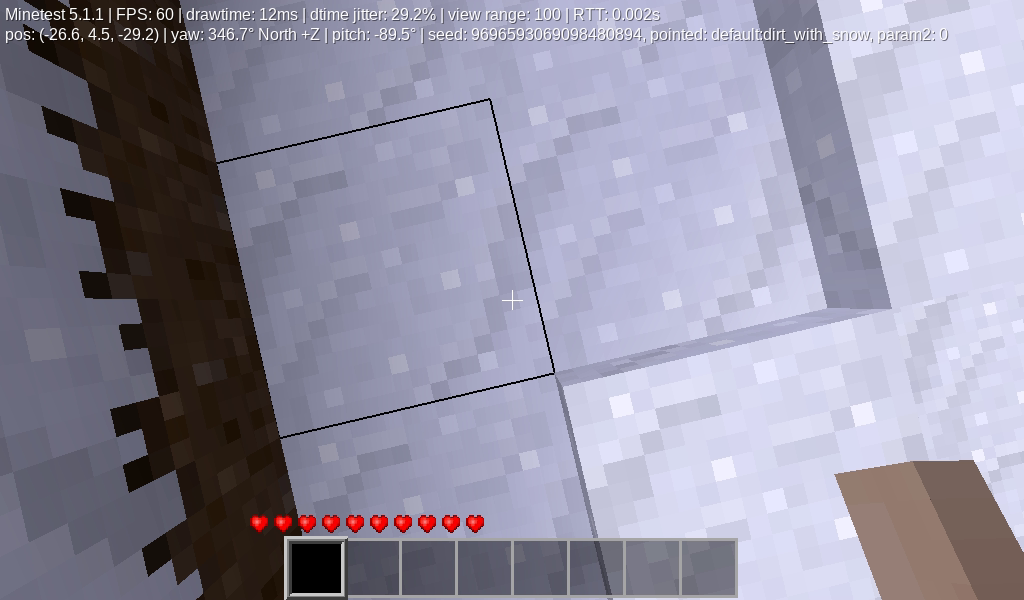 Minetest 5.1.1 | FPS: 60 | drawtime: 12ms | dtime jitter: 29.2% | view range: 100 | RTT: 0.002s
pos: (-26.6, 4.5, -29.2) | yaw: 346.7° North +Z | pitch: -89.5° | seed: 9696593069098480894, pointed: default:dirt_with_snow, param2: 0